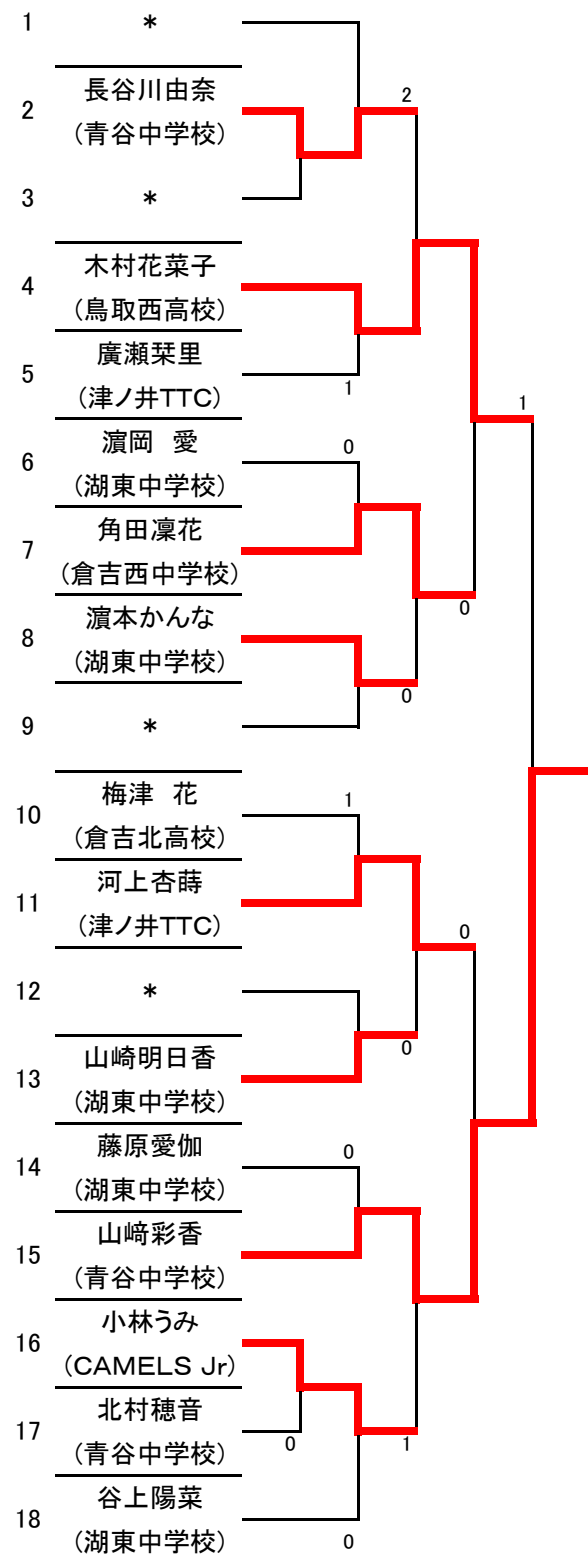 1 *
2
2 長谷川由奈
(青谷中学校)
3 *
4 木村花菜子
(鳥取西高校)
5 廣瀬栞里
(津ノ井TTC)
1
1
6 濵岡 愛
(湖東中学校)
0
7 角田凜花
(倉吉西中学校)
0
8 濵本かんな
(湖東中学校)
0
9 *
10 梅津 花
(倉吉北高校)
1
11 河上杏蒔
(津ノ井TTC)
0
12 *
0
13 山崎明日香
(湖東中学校)
14 藤原愛伽
(湖東中学校)
0
15 山﨑彩香
(青谷中学校)
16 小林うみ
(CAMELS Jr)
17 北村穂音
(青谷中学校)
0
1
18 谷上陽菜
(湖東中学校)
0